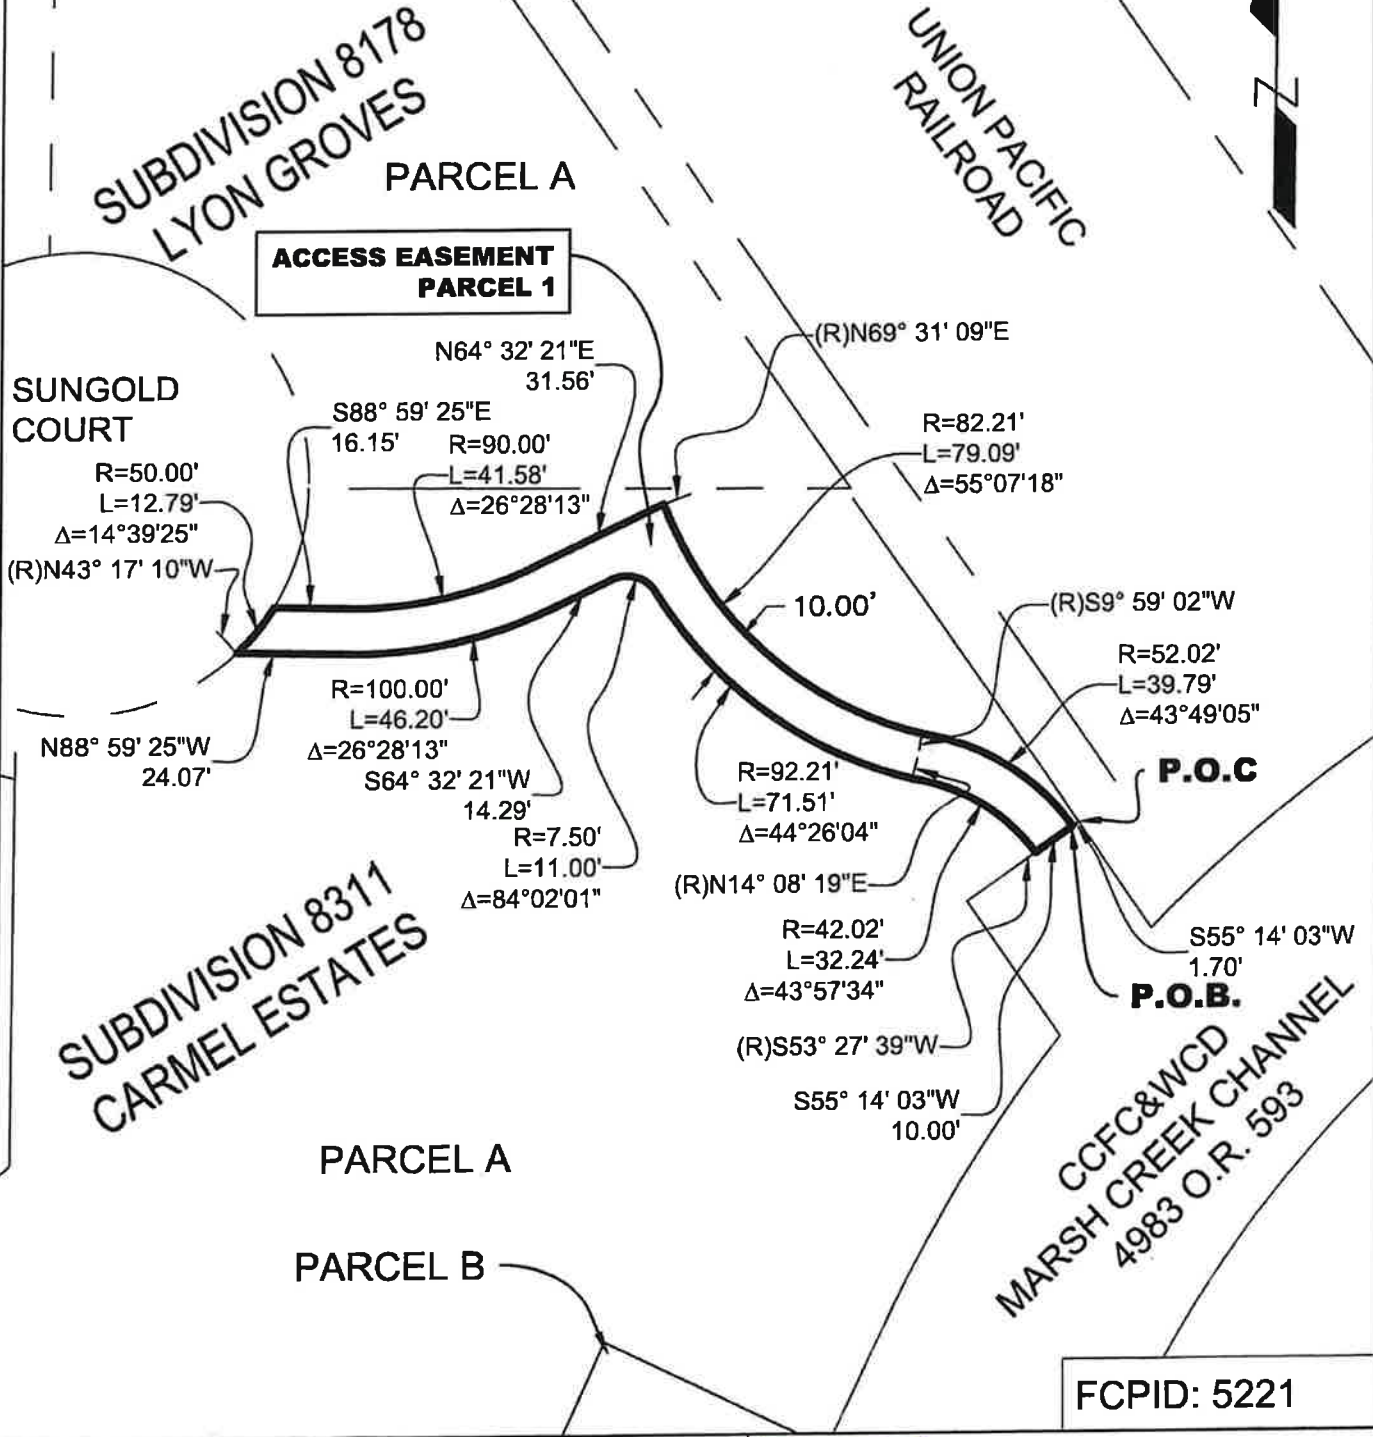 SUBDIVISION 8178
LYON GROVES
PARCEL A
UNION PACIFIC
RAILROAD
Z
ACCESS EASEMENT
PARCEL 1
(R)N69° 31' 09"E
N64° 32' 21"E
31.56'
SUNGOLD
COURT
S88° 59' 25"E
16.15'
R=90.00'
L=41.58'
Δ=26°28'13"
R=82.21'
L=79.09'
Δ=55°07'18"
R=50.00'
L=12.79'
Δ=14°39'25"
(R)N43° 17' 10"W
10.00'
(R)S9° 59' 02"W
R=52.02'
L=39.79'
Δ=43°49'05"
R=100.00'
L=46.20'
Δ=26°28'13"
N88° 59' 25"W
24.07'
S64° 32' 21"W
14.29'
R=7.50'
L=11.00'
Δ=84°02'01"
R=92.21'
L=71.51'
Δ=44°26'04"
P.O.C
(R)N14° 08' 19"E
R=42.02'
L=32.24'
Δ=43°57'34"
S55° 14' 03"W
1.70'
P.O.B.
(R)S53° 27' 39"W
S55° 14' 03"W
10.00'
SUBDIVISION 8311
CARMEL ESTATES
CCFC&WCD
MARSH CREEK CHANNEL
4983 O.R. 593
PARCEL A
PARCEL B
FCPID: 5221